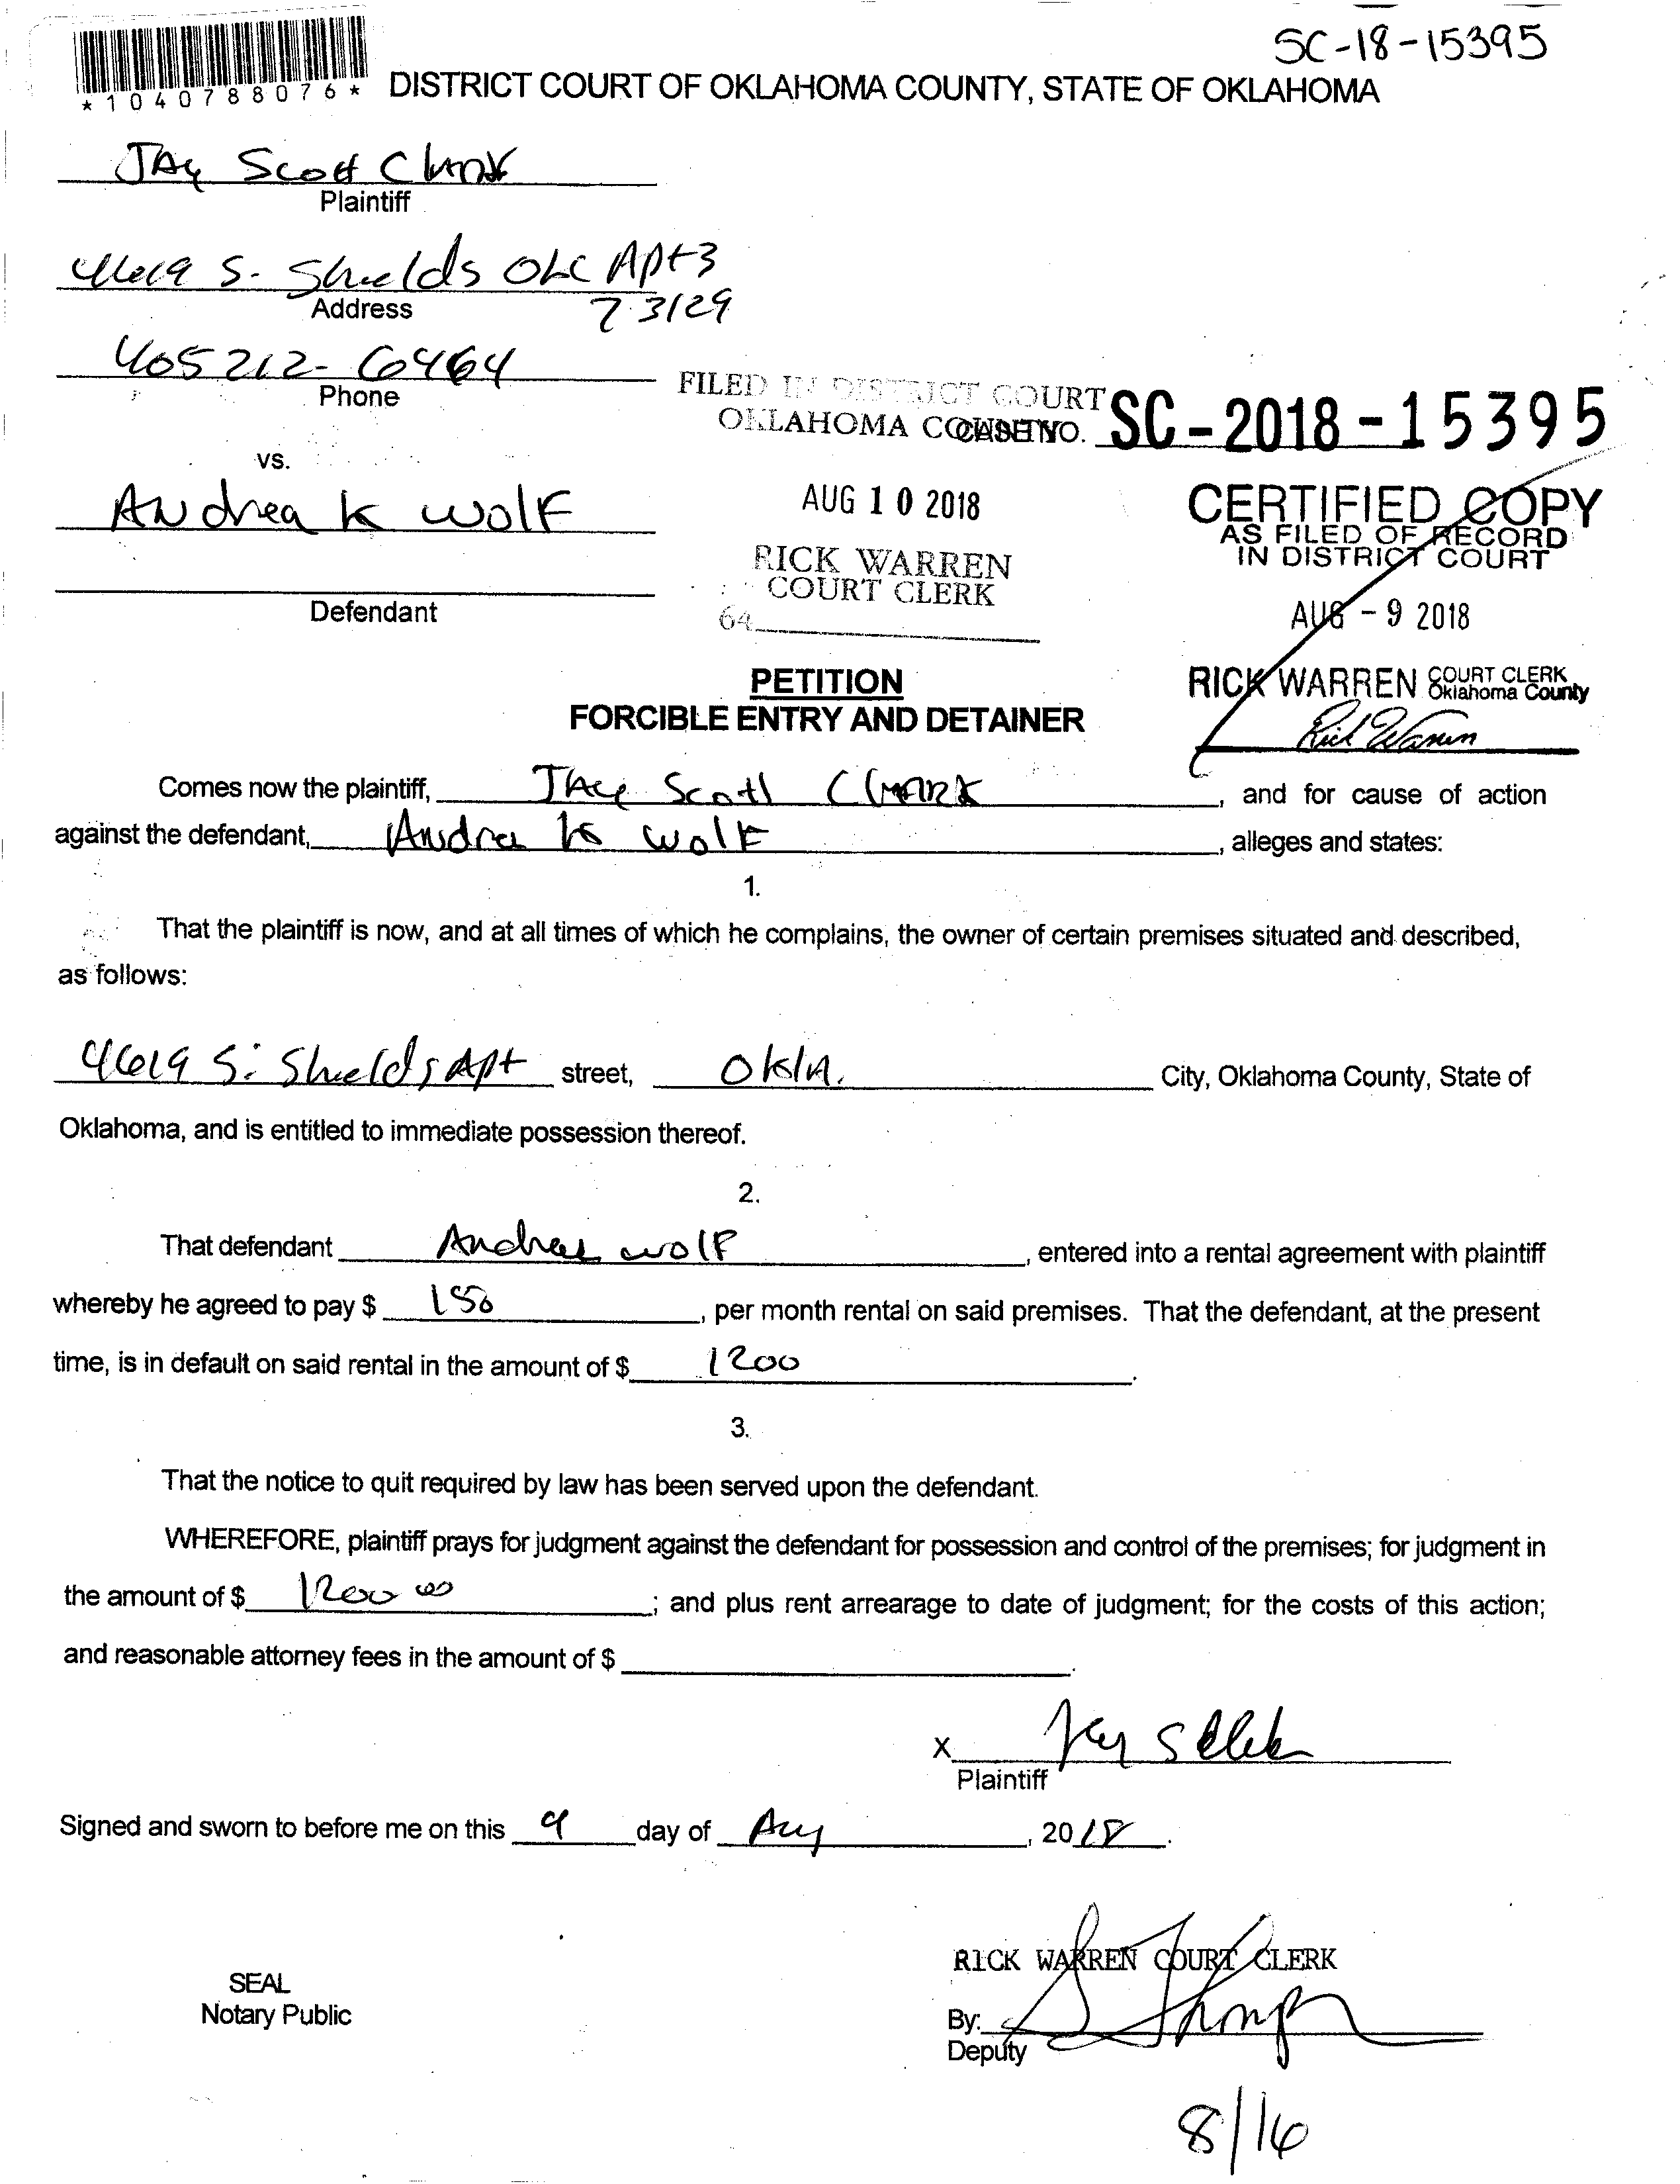 SC-18-15395
*1040788076*
DISTRICT COURT OF OKLAHOMA COUNTY, STATE OF OKLAHOMA
JAy Scott Clark
Plaintiff
4619 S. Shields OKC Apt 3
Address
73129
405 212-6464
Phone
FILED IN DISTRICT COURT
OKLAHOMA COUNTY
CASE NO. SC-2018-15395
vs.
Andrea K Wolf
Defendant
AUG 10 2018
RICK WARREN
COURT CLERK
64
CERTIFIED COPY
AS FILED OF RECORD
IN DISTRICT COURT
AUG -9 2018
RICK WARREN COURT CLERK
Oklahoma County
Rick Warren
PETITION
FORCIBLE ENTRY AND DETAINER
Comes now the plaintiff, JAy Scott Clark, and for cause of action
against the defendant, Andrea K Wolf, alleges and states:
1.
That the plaintiff is now, and at all times of which he complains, the owner of certain premises situated and described,
as follows:
4619 S. Shields Apt street, Okla. City, Oklahoma County, State of
Oklahoma, and is entitled to immediate possession thereof.
2.
That defendant Andrea Wolf, entered into a rental agreement with plaintiff
whereby he agreed to pay $ 150, per month rental on said premises. That the defendant, at the present
time, is in default on said rental in the amount of $ 1200.
3.
That the notice to quit required by law has been served upon the defendant.
WHEREFORE, plaintiff prays for judgment against the defendant for possession and control of the premises; for judgment in
the amount of $ 1200 00; and plus rent arrearage to date of judgment; for the costs of this action;
and reasonable attorney fees in the amount of $
x
Plaintiff
Signed and sworn to before me on this 9 day of Aug, 2018.
SEAL
Notary Public
RICK WARREN COURT CLERK
By:
Deputy
8/16